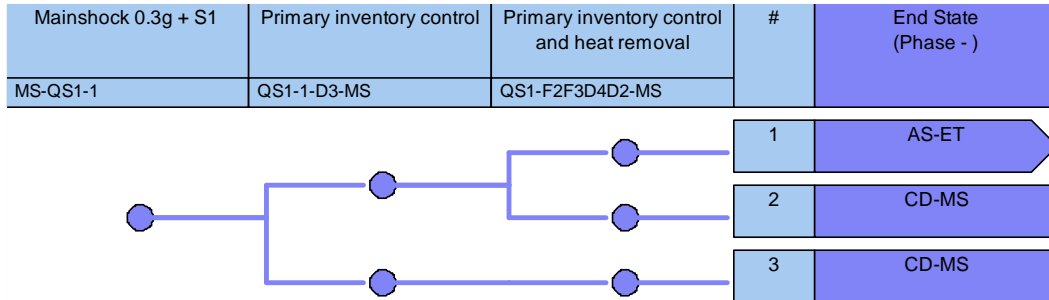 Mainshock 0.3g + S1
Primary inventory control
Primary inventory control
and heat removal
#
End State
(Phase - )
MS-QS1-1
QS1-1-D3-MS
QS1-F2F3D4D2-MS
1
AS-ET
2
CD-MS
3
CD-MS